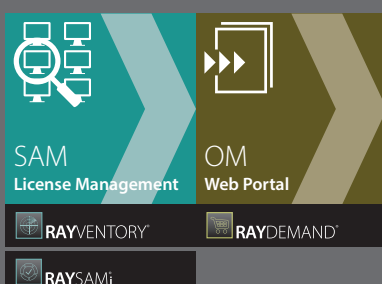 SAM
License Management
OM
Web Portal
RAYVENTORY®
RAYDEMAND®
RAYSAMi